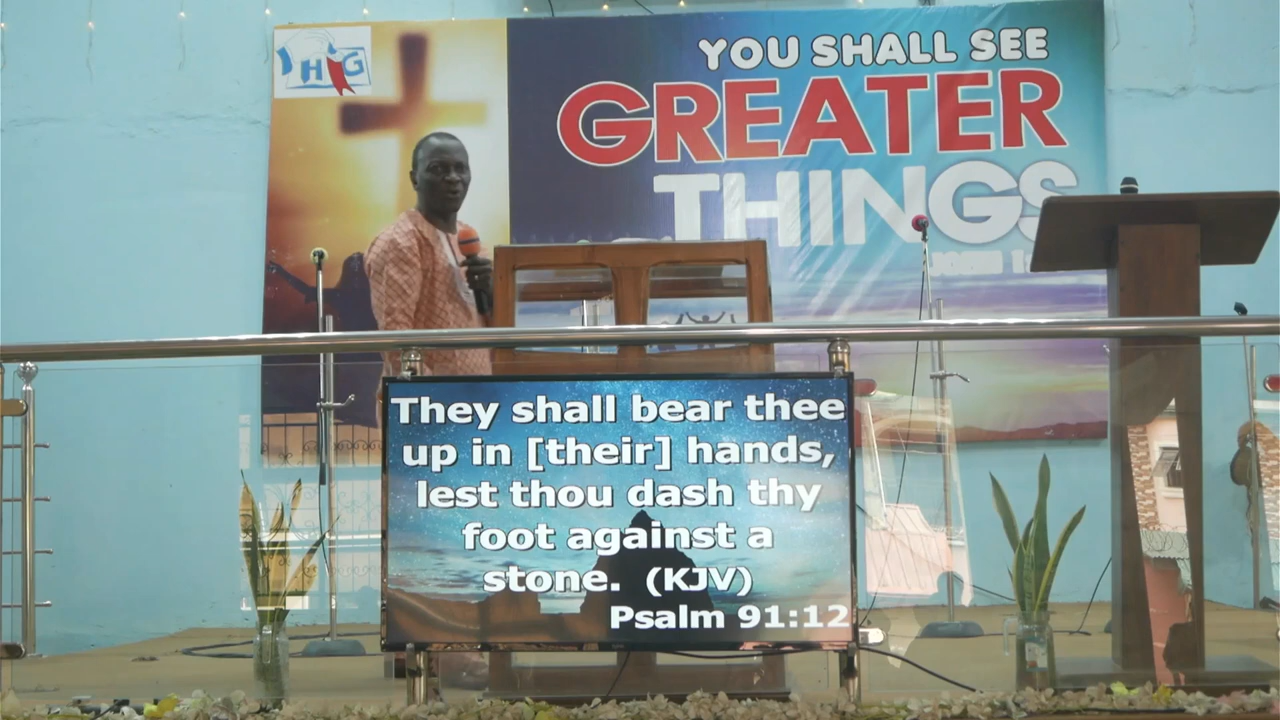 HG
YOU SHALL SEE
GREATER
THINGS
They shall bear thee
up in [their] hands,
lest thou dash thy
foot against a
stone. (KJV)
Psalm 91:12